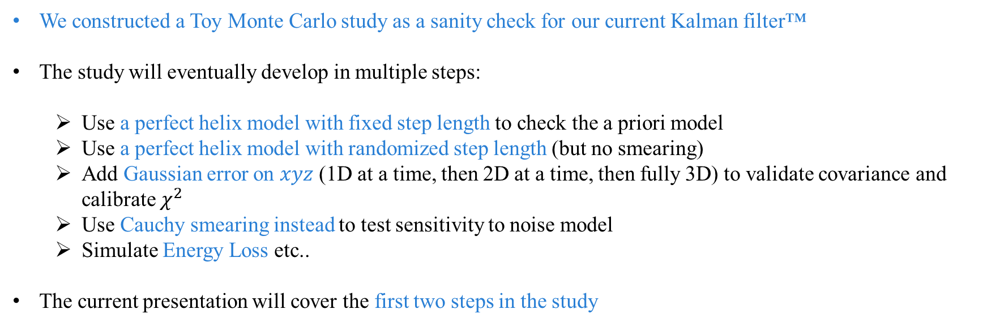 • We constructed a Toy Monte Carlo study as a sanity check for our current Kalman filter™
• The study will eventually develop in multiple steps:
➢ Use a perfect helix model with fixed step length to check the a priori model
➢ Use a perfect helix model with randomized step length (but no smearing)
➢ Add Gaussian error on 𝑥𝑦𝑧 (1D at a time, then 2D at a time, then fully 3D) to validate covariance and
calibrate 𝜒²
➢ Use Cauchy smearing instead to test sensitivity to noise model
➢ Simulate Energy Loss etc..
• The current presentation will cover the first two steps in the study